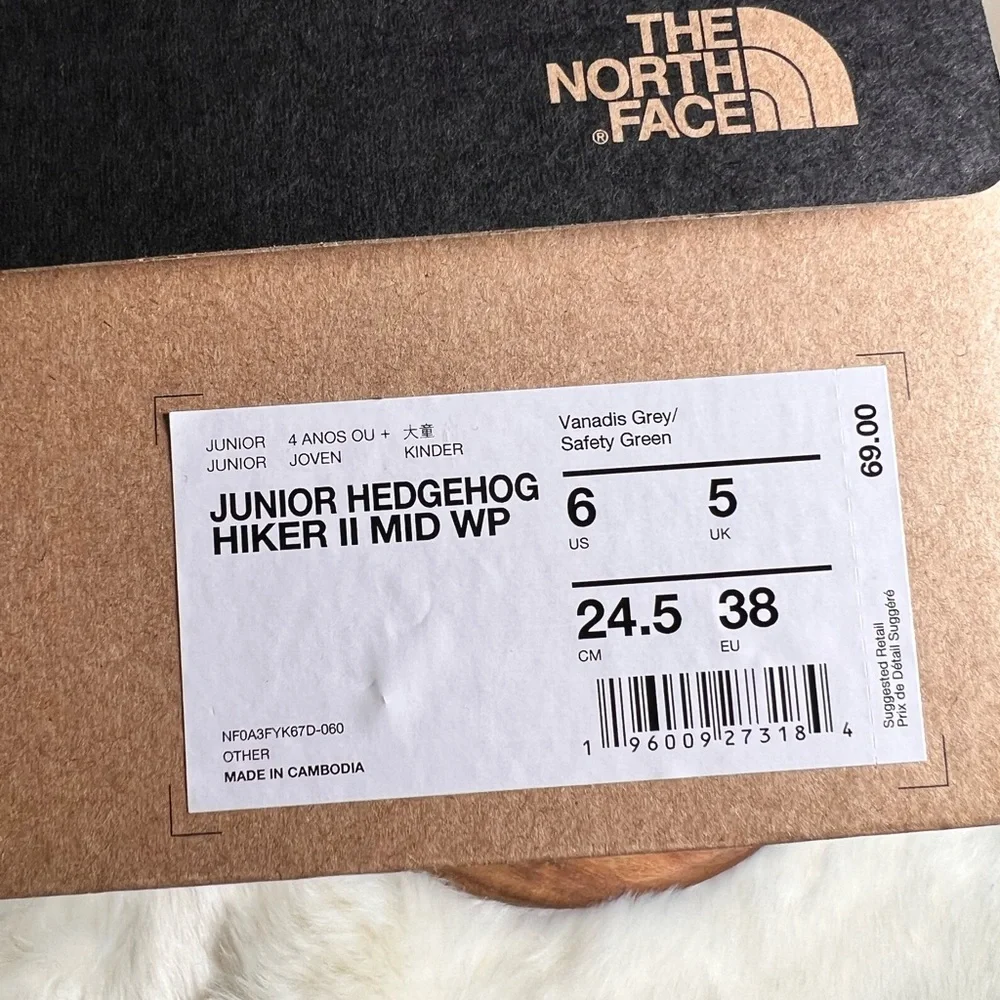 THE
NORTH
® FACE
JUNIOR 4 ANOS OU + 大童
JUNIOR JOVEN KINDER
JUNIOR HEDGEHOG
HIKER II MID WP
NF0A3FYK67D-060
OTHER
MADE IN CAMBODIA
Vanadis Grey/
Safety Green
6 5
US UK
24.5 38
CM EU
1 96009 27318 4
69.00
Suggested Retail
Prix de Détail Suggéré